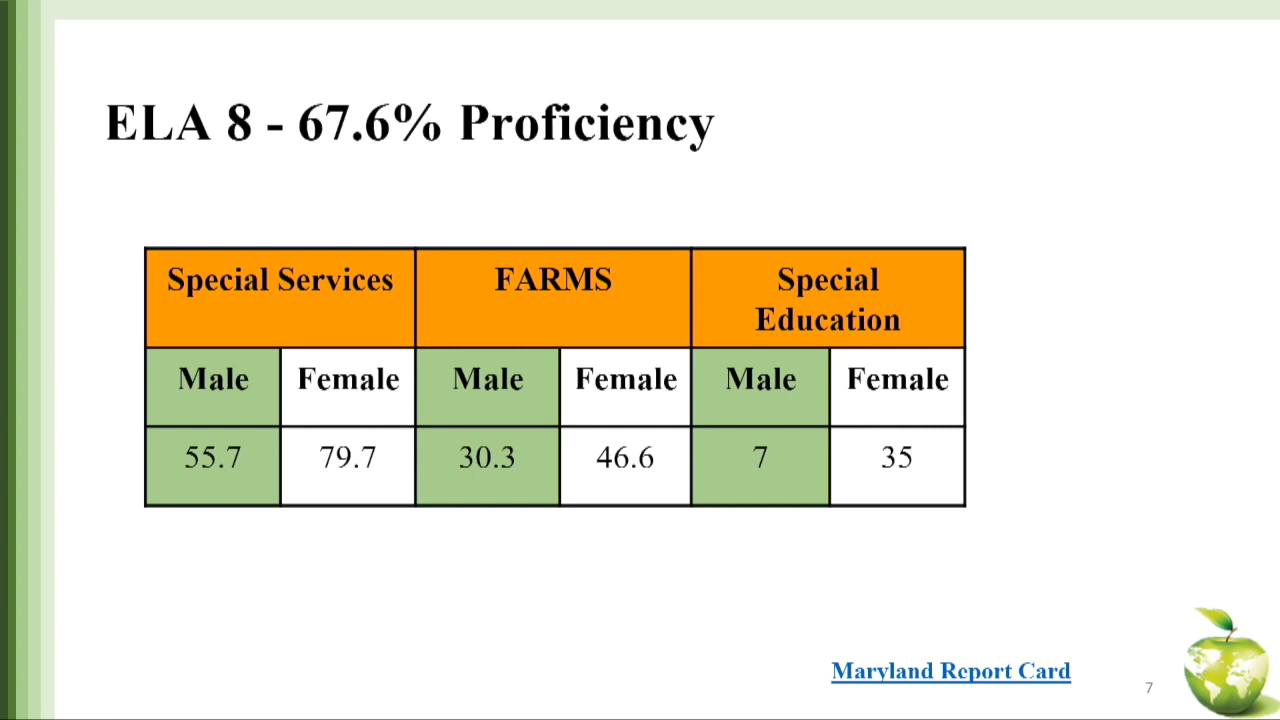 ELA 8 - 67.6% Proficiency
Special Services FARMS Special
Education
Male Female Male Female Male Female
55.7 79.7 30.3 46.6 7 35
Maryland Report Card
7